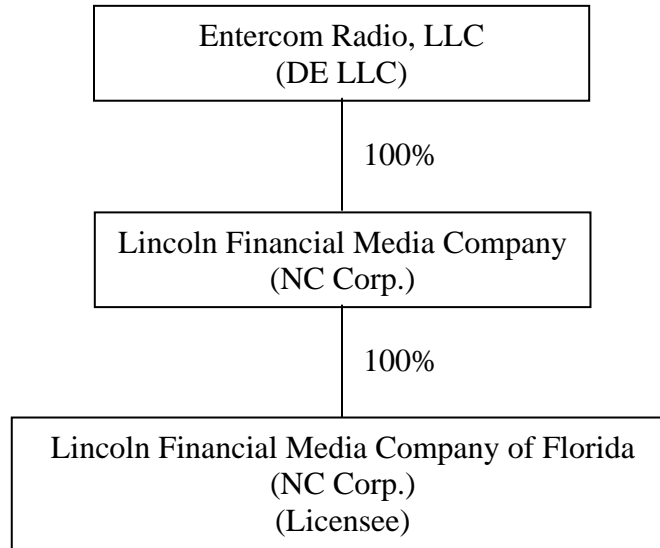 Entercom Radio, LLC
(DE LLC)
100%
Lincoln Financial Media Company
(NC Corp.)
100%
Lincoln Financial Media Company of Florida
(NC Corp.)
(Licensee)